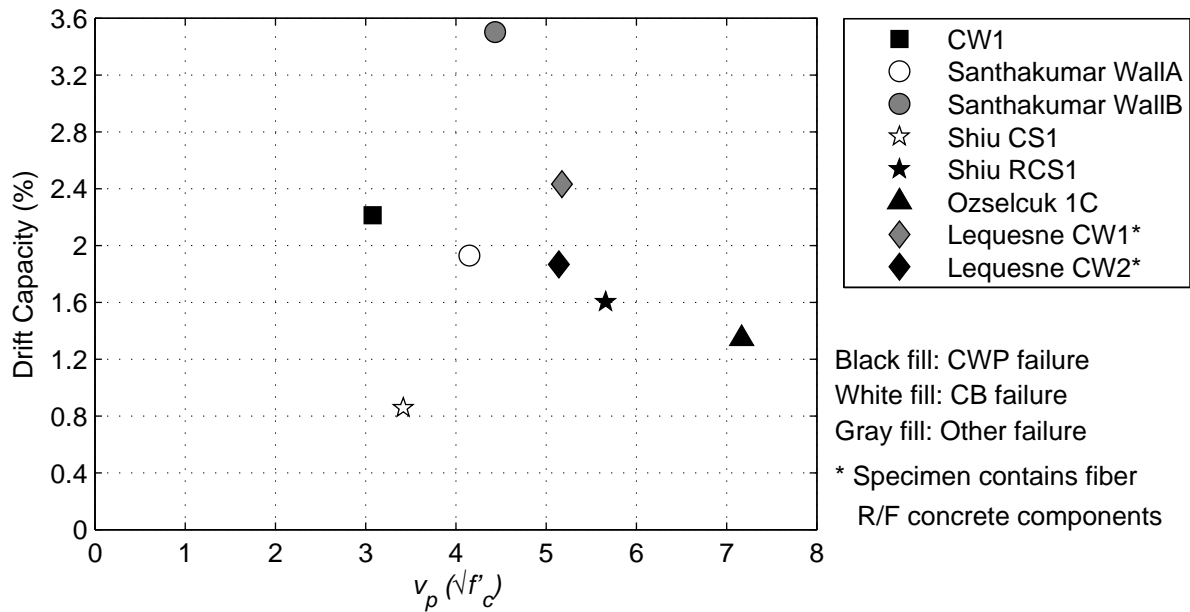 3.6
3.2
2.8
2.4
2
1.6
1.2
0.8
0.4
0
Drift Capacity (%)
0 1 2 3 4 5 6 7 8
v_p (√f'_c)
CW1
Santhakumar WallA
Santhakumar WallB
Shiu CS1
Shiu RCS1
Ozselcuk 1C
Lequesne CW1*
Lequesne CW2*
Black fill: CWP failure
White fill: CB failure
Gray fill: Other failure
* Specimen contains fiber
R/F concrete components